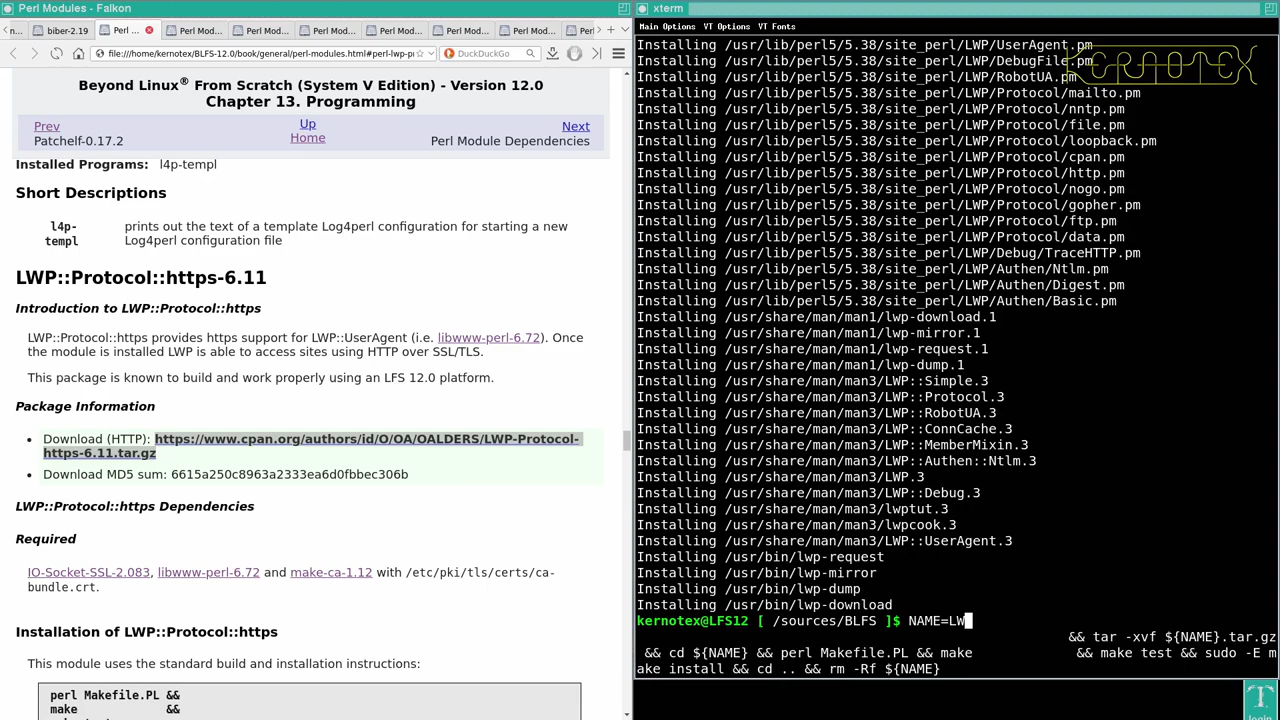 Perl Modules - Falkon
n...
biber-2.19
Perl ...
Perl Mod...
Perl Mod...
Perl Mod...
Perl Mod...
Perl Mod...
Perl Mod...
Perl M
file:///home/kernotex/BLFS-12.0/book/general/perl-modules.html#perl-lwp-p
DuckDuckGo
Beyond Linux® From Scratch (System V Edition) - Version 12.0
Chapter 13. Programming
Prev
Up
Next
Patchelf-0.17.2
Home
Perl Module Dependencies
Installed Programs: l4p-templ
Short Descriptions
l4p-templ prints out the text of a template Log4perl configuration for starting a new
Log4perl configuration file
LWP::Protocol::https-6.11
Introduction to LWP::Protocol::https
LWP::Protocol::https provides https support for LWP::UserAgent (i.e. libwww-perl-6.72). Once
the module is installed LWP is able to access sites using HTTP over SSL/TLS.
This package is known to build and work properly using an LFS 12.0 platform.
Package Information
• Download (HTTP): https://www.cpan.org/authors/id/O/OA/OALDERS/LWP-Protocol-
https-6.11.tar.gz
• Download MD5 sum: 6615a250c8963a2333ea6d0fbbec306b
LWP::Protocol::https Dependencies
Required
IO-Socket-SSL-2.083, libwww-perl-6.72 and make-ca-1.12 with /etc/pki/tls/certs/ca-
bundle.crt.
Installation of LWP::Protocol::https
This module uses the standard build and installation instructions:
perl Makefile.PL &&
make &&
xterm
Main Options VT Options VT Fonts
KERNOTEX
Installing /usr/lib/perl5/5.38/site_perl/LWP/UserAgent.pm
Installing /usr/lib/perl5/5.38/site_perl/LWP/DebugFile.pm
Installing /usr/lib/perl5/5.38/site_perl/LWP/RobotUA.pm
Installing /usr/lib/perl5/5.38/site_perl/LWP/Protocol/mailto.pm
Installing /usr/lib/perl5/5.38/site_perl/LWP/Protocol/nntp.pm
Installing /usr/lib/perl5/5.38/site_perl/LWP/Protocol/file.pm
Installing /usr/lib/perl5/5.38/site_perl/LWP/Protocol/loopback.pm
Installing /usr/lib/perl5/5.38/site_perl/LWP/Protocol/cpan.pm
Installing /usr/lib/perl5/5.38/site_perl/LWP/Protocol/http.pm
Installing /usr/lib/perl5/5.38/site_perl/LWP/Protocol/nogo.pm
Installing /usr/lib/perl5/5.38/site_perl/LWP/Protocol/gopher.pm
Installing /usr/lib/perl5/5.38/site_perl/LWP/Protocol/ftp.pm
Installing /usr/lib/perl5/5.38/site_perl/LWP/Protocol/data.pm
Installing /usr/lib/perl5/5.38/site_perl/LWP/Debug/TraceHTTP.pm
Installing /usr/lib/perl5/5.38/site_perl/LWP/Authen/Ntlm.pm
Installing /usr/lib/perl5/5.38/site_perl/LWP/Authen/Digest.pm
Installing /usr/lib/perl5/5.38/site_perl/LWP/Authen/Basic.pm
Installing /usr/share/man/man1/lwp-download.1
Installing /usr/share/man/man1/lwp-mirror.1
Installing /usr/share/man/man1/lwp-request.1
Installing /usr/share/man/man1/lwp-dump.1
Installing /usr/share/man/man3/LWP::Simple.3
Installing /usr/share/man/man3/LWP::Protocol.3
Installing /usr/share/man/man3/LWP::RobotUA.3
Installing /usr/share/man/man3/LWP::ConnCache.3
Installing /usr/share/man/man3/LWP::MemberMixin.3
Installing /usr/share/man/man3/LWP::Authen::Ntlm.3
Installing /usr/share/man/man3/LWP.3
Installing /usr/share/man/man3/LWP::Debug.3
Installing /usr/share/man/man3/lwptut.3
Installing /usr/share/man/man3/lwpcook.3
Installing /usr/share/man/man3/LWP::UserAgent.3
Installing /usr/bin/lwp-request
Installing /usr/bin/lwp-mirror
Installing /usr/bin/lwp-dump
Installing /usr/bin/lwp-download
kernotex@LFS12 [ /sources/BLFS ]$ NAME=LW
&& tar -xvf ${NAME}.tar.gz
&& cd ${NAME} && perl Makefile.PL && make && make test && sudo -E m
ake install && cd .. && rm -Rf ${NAME}